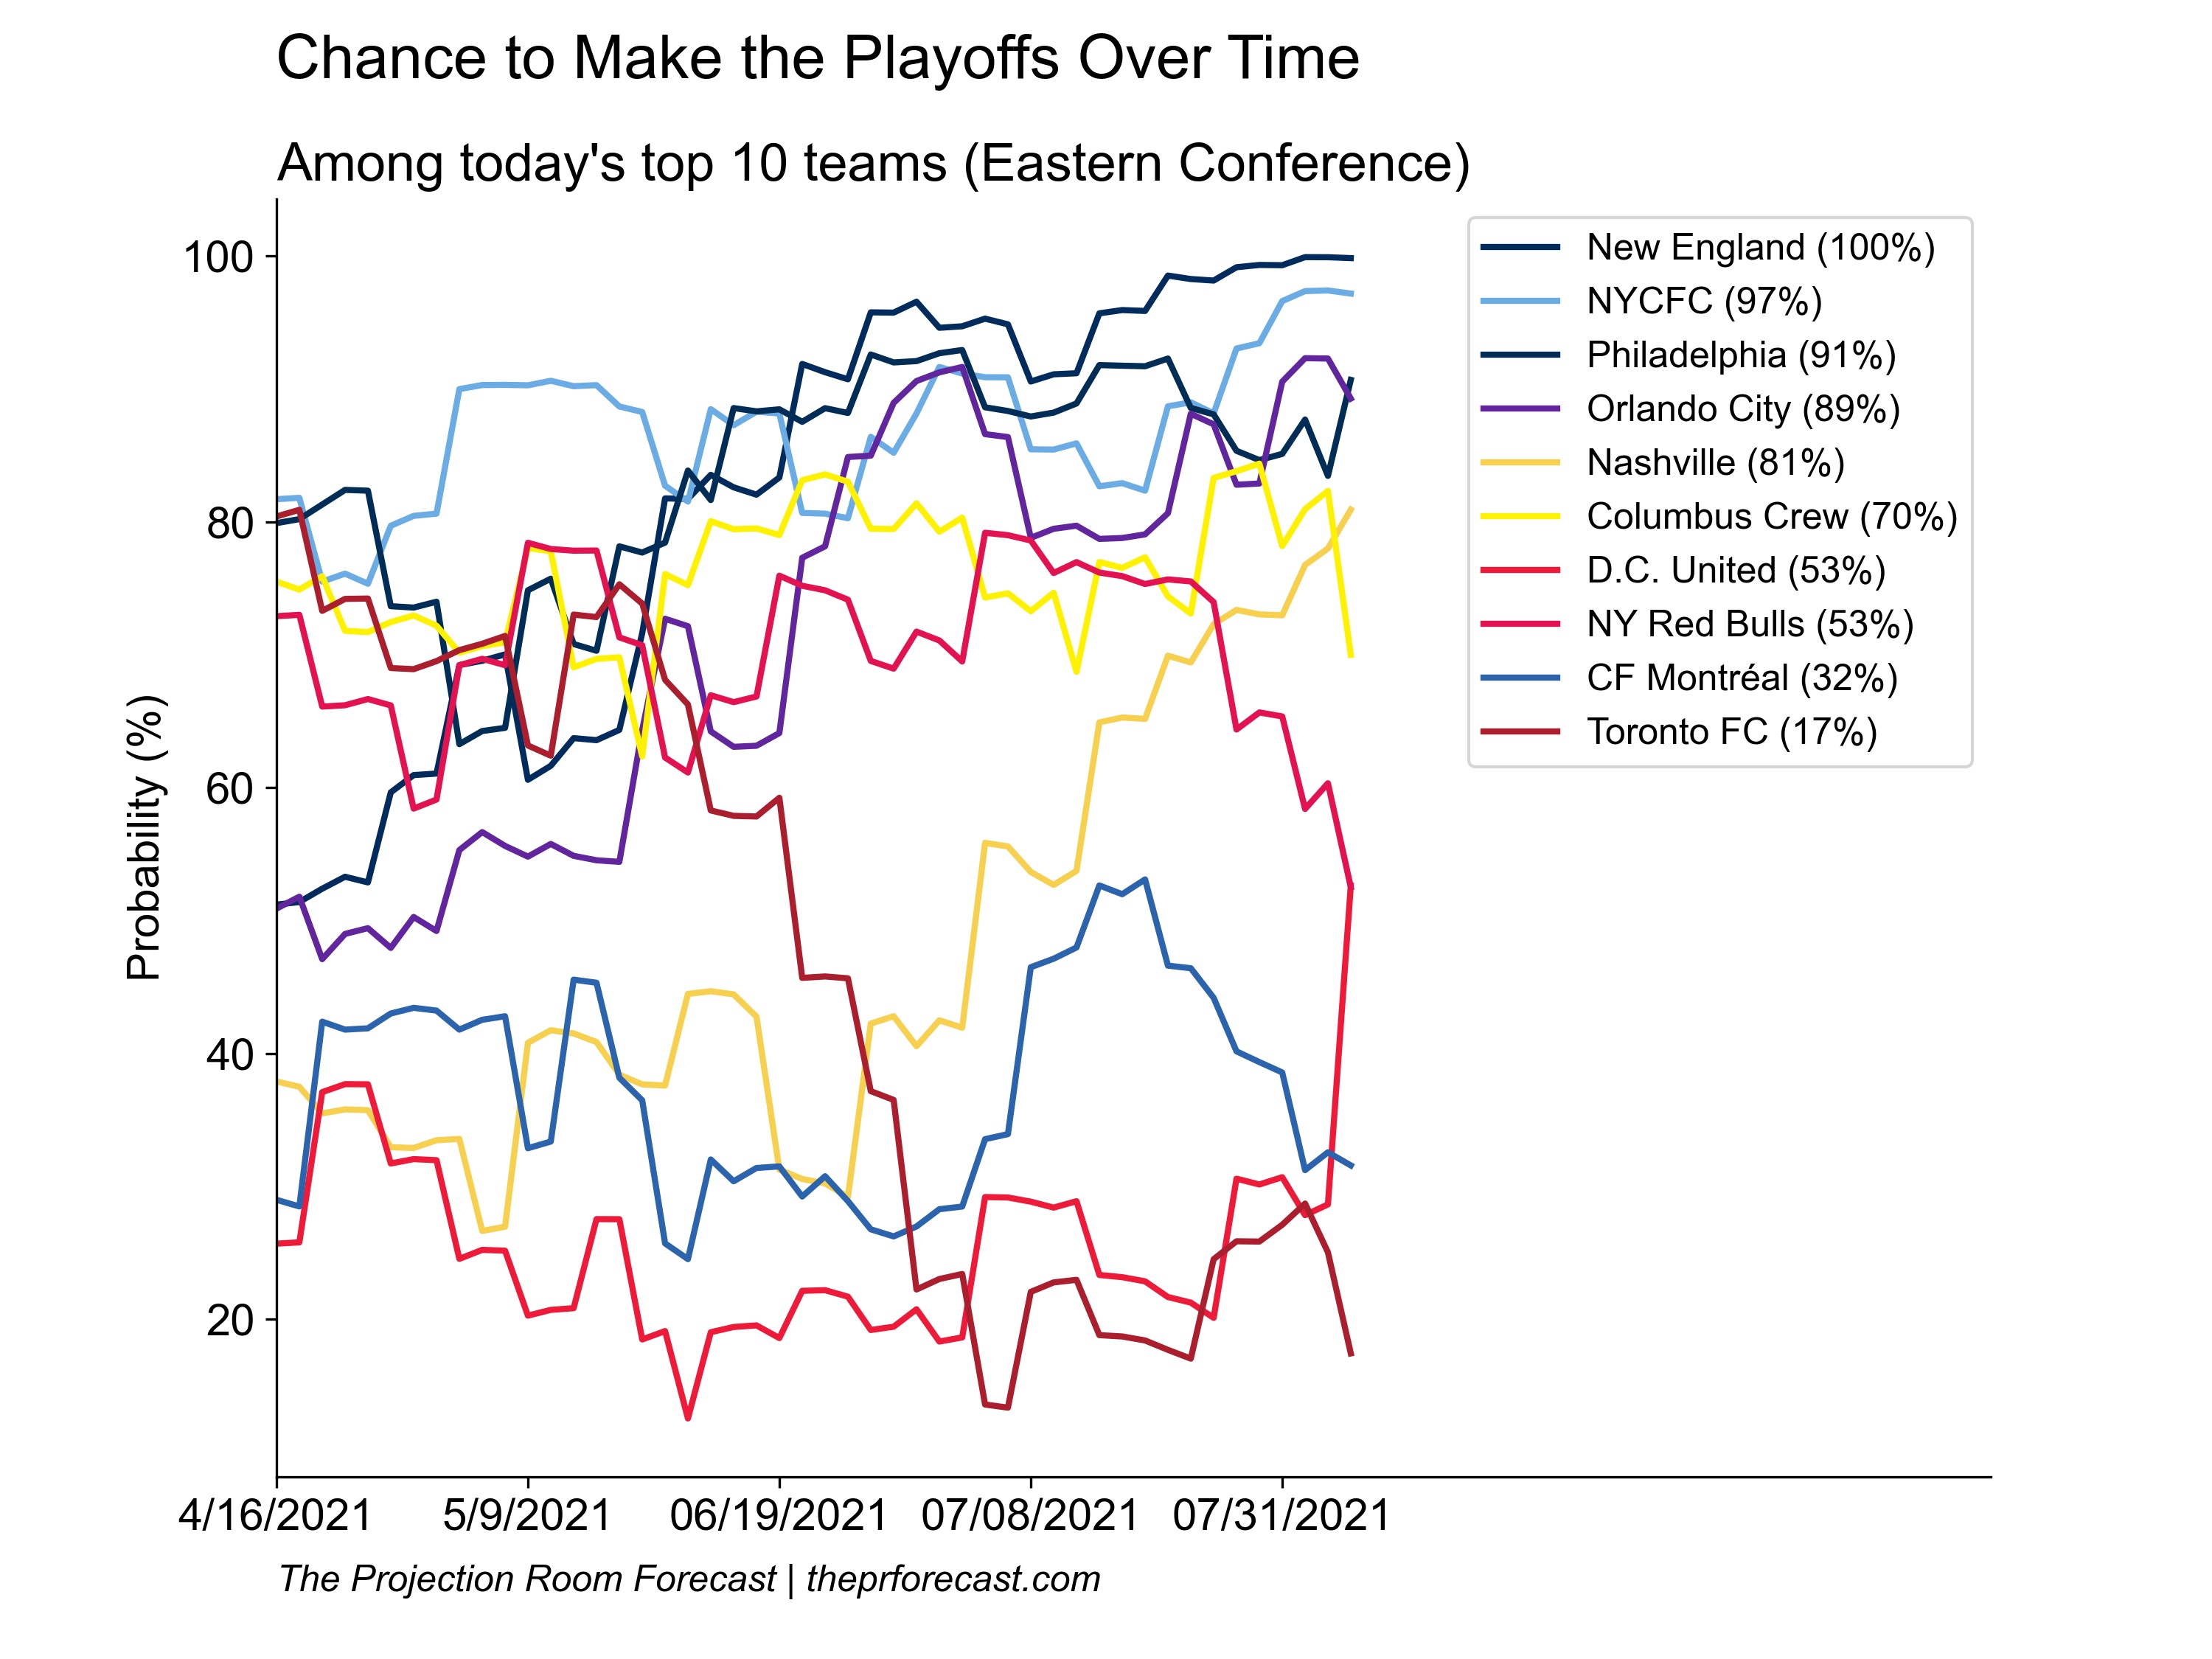 Chance to Make the Playoffs Over Time
Among today's top 10 teams (Eastern Conference)
100
80
60
40
20
Probability (%)
New England (100%)
NYCFC (97%)
Philadelphia (91%)
Orlando City (89%)
Nashville (81%)
Columbus Crew (70%)
D.C. United (53%)
NY Red Bulls (53%)
CF Montréal (32%)
Toronto FC (17%)
4/16/2021 5/9/2021 06/19/2021 07/08/2021 07/31/2021
The Projection Room Forecast | theprforecast.com